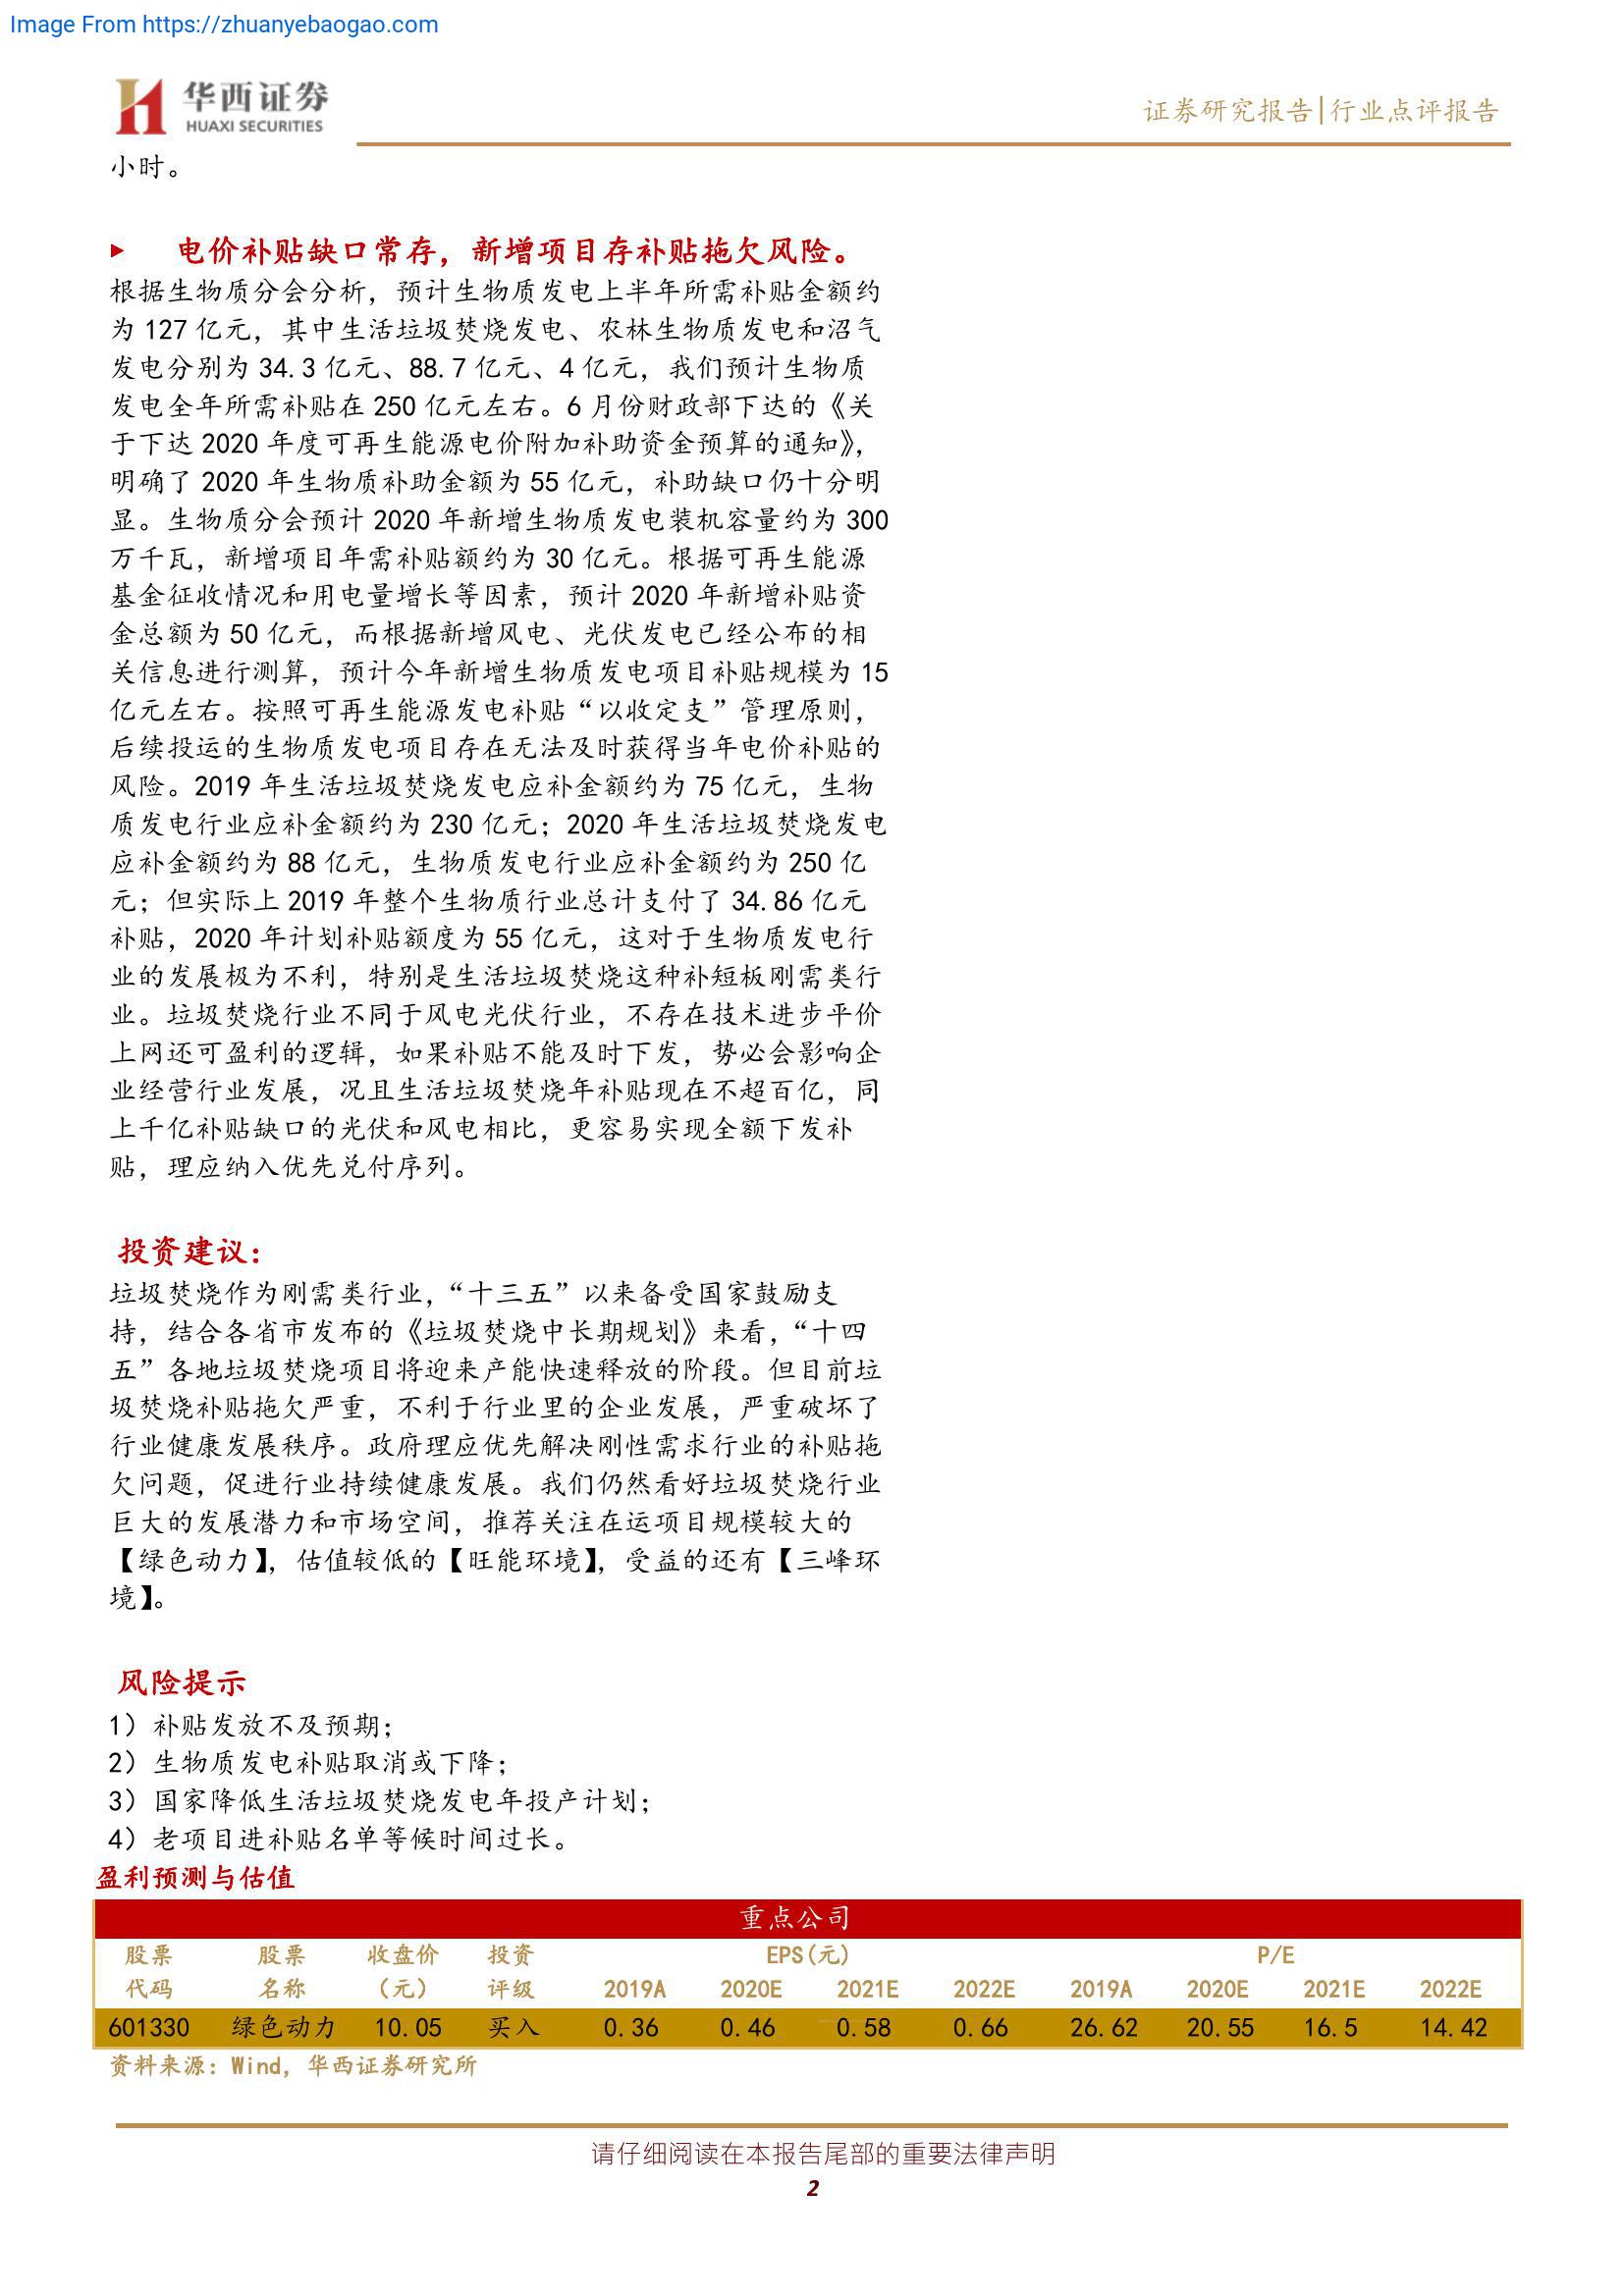 Image From https://zhuanyebaogao.com
华西证券
HUAXI SECURITIES
证券研究报告|行业点评报告
小时。
电价补贴缺口常存，新增项目存补贴拖欠风险。
根据生物质分会分析，预计生物质发电上半年所需补贴金额约
为 127 亿元，其中生活垃圾焚烧发电、农林生物质发电和沼气
发电分别为 34.3 亿元、88.7 亿元、4 亿元，我们预计生物质
发电全年所需补贴在 250 亿元左右。6 月份财政部下达的《关
于下达 2020 年度可再生能源电价附加补助资金预算的通知》，
明确了 2020 年生物质补助金额为 55 亿元，补助缺口仍十分明
显。生物质分会预计 2020 年新增生物质发电装机容量约为 300
万千瓦，新增项目年需补贴额约为 30 亿元。根据可再生能源
基金征收情况和用电量增长等因素，预计 2020 年新增补贴资
金总额为 50 亿元，而根据新增风电、光伏发电已经公布的相
关信息进行测算，预计今年新增生物质发电项目补贴规模为 15
亿元左右。按照可再生能源发电补贴“以收定支”管理原则，
后续投运的生物质发电项目存在无法及时获得当年电价补贴的
风险。2019 年生活垃圾焚烧发电应补金额约为 75 亿元，生物
质发电行业应补金额约为 230 亿元；2020 年生活垃圾焚烧发电
应补金额约为 88 亿元，生物质发电行业应补金额约为 250 亿
元；但实际上 2019 年整个生物质行业总计支付了 34.86 亿元
补贴，2020 年计划补贴额度为 55 亿元，这对于生物质发电行
业的发展极为不利，特别是生活垃圾焚烧这种补短板刚需类行
业。垃圾焚烧行业不同于风电光伏行业，不存在技术进步平价
上网还可盈利的逻辑，如果补贴不能及时下发，势必会影响企
业经营行业发展，况且生活垃圾焚烧年补贴现在不超百亿，同
上千亿补贴缺口的光伏和风电相比，更容易实现全额下发补
贴，理应纳入优先兑付序列。
投资建议：
垃圾焚烧作为刚需类行业，“十三五”以来备受国家鼓励支
持，结合各省市发布的《垃圾焚烧中长期规划》来看，“十四
五”各地垃圾焚烧项目将迎来产能快速释放的阶段。但目前垃
圾焚烧补贴拖欠严重，不利于行业里的企业发展，严重破坏了
行业健康发展秩序。政府理应优先解决刚性需求行业的补贴拖
欠问题，促进行业持续健康发展。我们仍然看好垃圾焚烧行业
巨大的发展潜力和市场空间，推荐关注在运项目规模较大的
【绿色动力】，估值较低的【旺能环境】，受益的还有【三峰环
境】。
风险提示
1）补贴发放不及预期；
2）生物质发电补贴取消或下降；
3）国家降低生活垃圾焚烧发电年投产计划；
4）老项目进补贴名单等候时间过长。
盈利预测与估值
重点公司
股票 股票 收盘价 投资 EPS(元) P/E
代码 名称 （元） 评级 2019A 2020E 2021E 2022E 2019A 2020E 2021E 2022E
601330 绿色动力 10.05 买入 0.36 0.46 0.58 0.66 26.62 20.55 16.5 14.42
资料来源：Wind，华西证券研究所
请仔细阅读在本报告尾部的重要法律声明
2